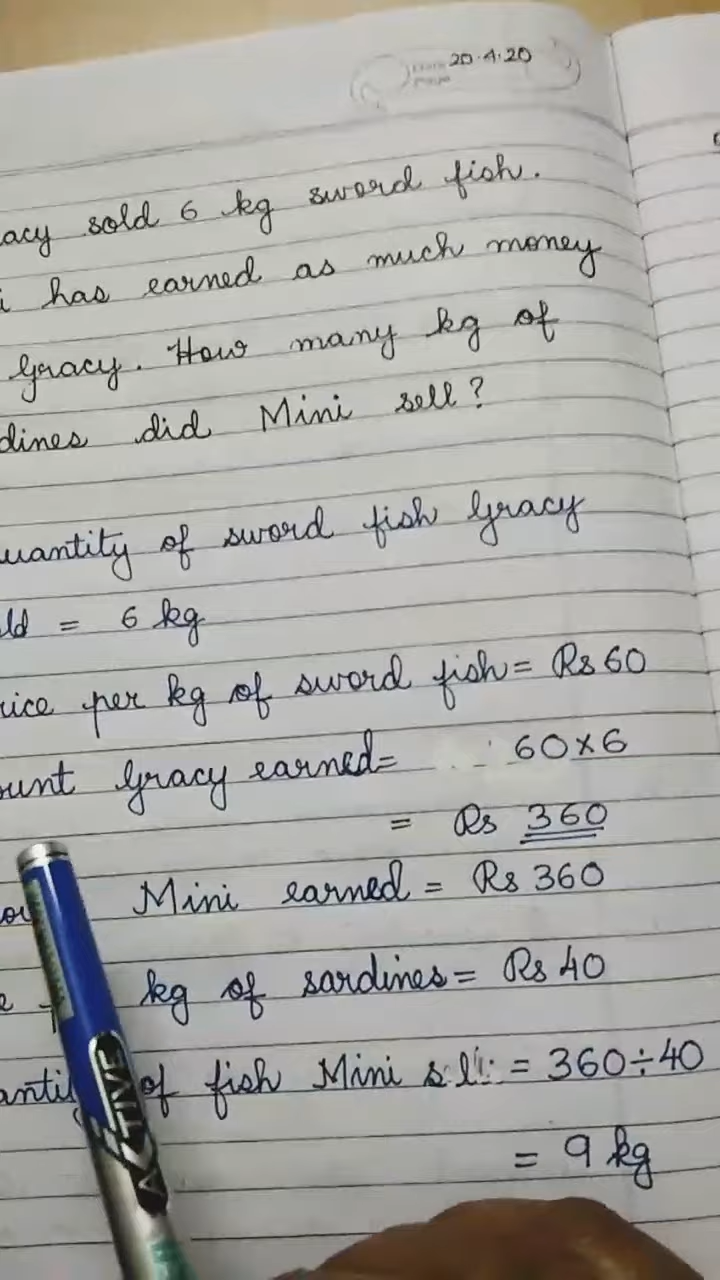 20.4.20
acy sold 6 kg sword fish.
i has earned as much money
Gracy. How many kg of
dines did Mini sell?
uantity of sword fish Gracy
ld = 6 kg
ice per kg of sword fish = Rs 60
unt Gracy earned = 60×6
= Rs 360
Mini earned = Rs 360
kg of sardines = Rs 40
antit of fish Mini = 360÷40
= 9 kg